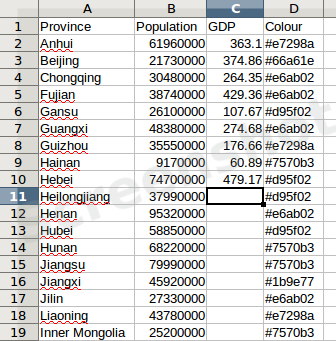 A B C D
1 Province Population GDP Colour
2 Anhui 61960000 363.1 #e7298a
3 Beijing 21730000 374.86 #66a61e
4 Chongqing 30480000 264.35 #e6ab02
5 Fujian 38740000 429.36 #e6ab02
6 Gansu 26100000 107.67 #d95f02
7 Guangxi 48380000 274.68 #e6ab02
8 Guizhou 35550000 176.66 #e7298a
9 Hainan 9170000 60.89 #7570b3
10 Hebei 74700000 479.17 #d95f02
11 Heilongjiang 37990000 #d95f02
12 Henan 95320000 #e6ab02
13 Hubei 58850000 #d95f02
14 Hunan 68220000 #7570b3
15 Jiangsu 79990000 #7570b3
16 Jiangxi 45920000 #1b9e77
17 Jilin 27330000 #e6ab02
18 Liaoning 43780000 #e7298a
19 Inner Mongolia 25200000 #7570b3